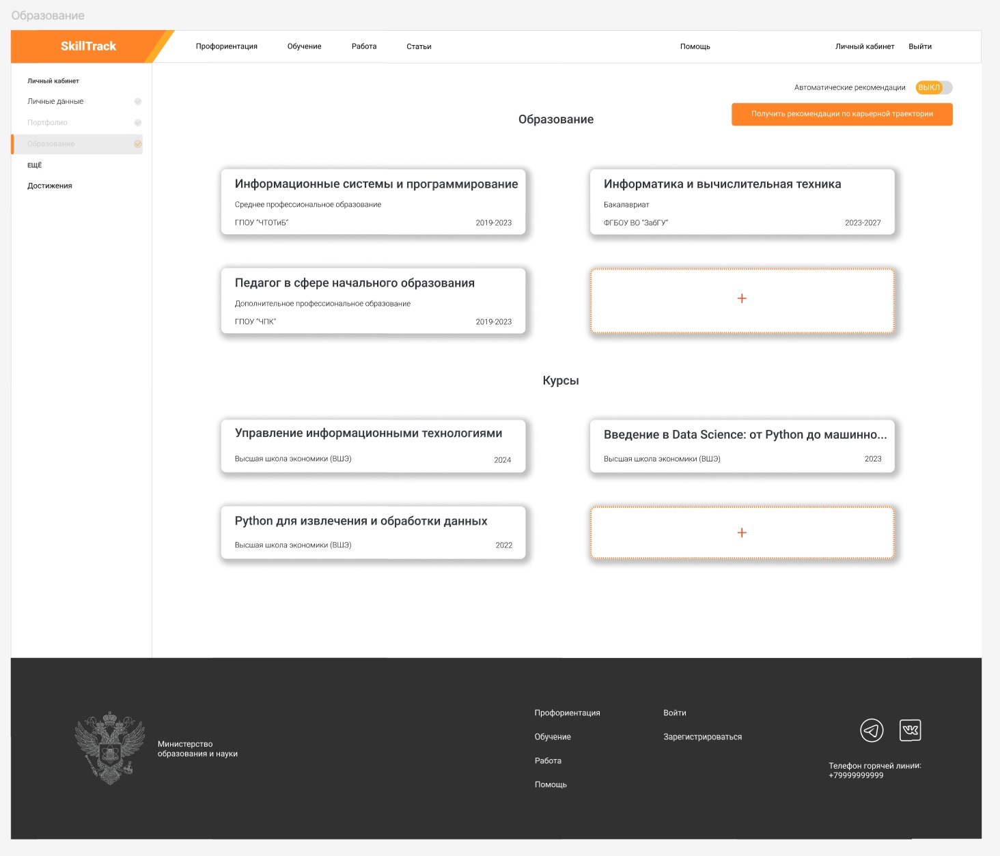 Образование
SkillTrack
Профориентация
Обучение
Работа
Статьи
Помощь
Личный кабинет
Выйти
Личный кабинет
Личные данные
Портфолио
Образование
ЕЩЁ
Достижения
Автоматические рекомендации
ВЫКЛ
Получить рекомендации по карьерной траектории
Образование
Информационные системы и программирование
Среднее профессиональное образование
ГПОУ "ЧТОТиБ"
2019-2023
Информатика и вычислительная техника
Бакалавриат
ФГБОУ ВО "ЗабГУ"
2023-2027
Педагог в сфере начального образования
Дополнительное профессиональное образование
ГПОУ "ЧПК"
2019-2023
+
Курсы
Управление информационными технологиями
Высшая школа экономики (ВШЭ)
2024
Введение в Data Science: от Python до машинно...
Высшая школа экономики (ВШЭ)
2023
Python для извлечения и обработки данных
Высшая школа экономики (ВШЭ)
2022
+
Министерство
образования и науки
Профориентация
Обучение
Работа
Помощь
Войти
Зарегистрироваться
Телефон горячей линии:
+79999999999